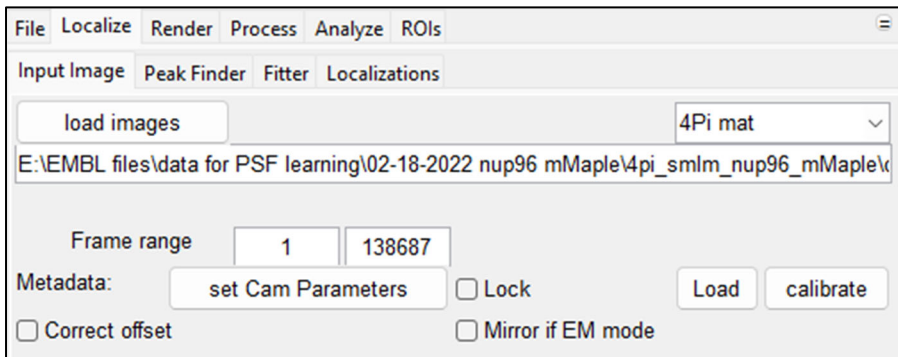 File Localize Render Process Analyze ROIs
Input Image Peak Finder Fitter Localizations
load images 4Pi mat
E:\EMBL files\data for PSF learning\02-18-2022 nup96 mMaple\4pi_smlm_nup96_mMaple\
Frame range 1 138687
Metadata: set Cam Parameters Lock Load calibrate
Correct offset Mirror if EM mode